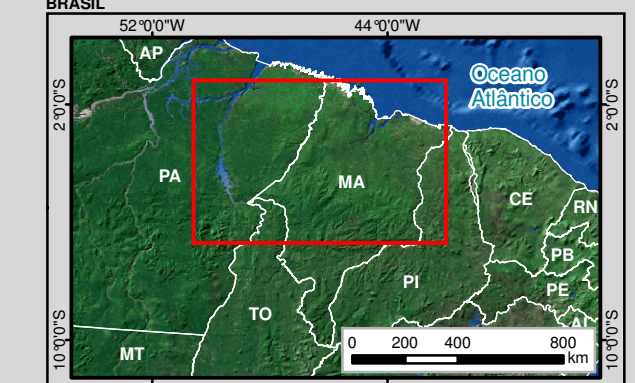 BRASIL
52°0'0"W 44°0'0"W
AP
Oceano
Atlântico
2°0'0"S 2°0'0"S
PA MA CE
RN
PB
PI PE
TO AL
MT
10°0'0"S 10°0'0"S
0 200 400 800
km